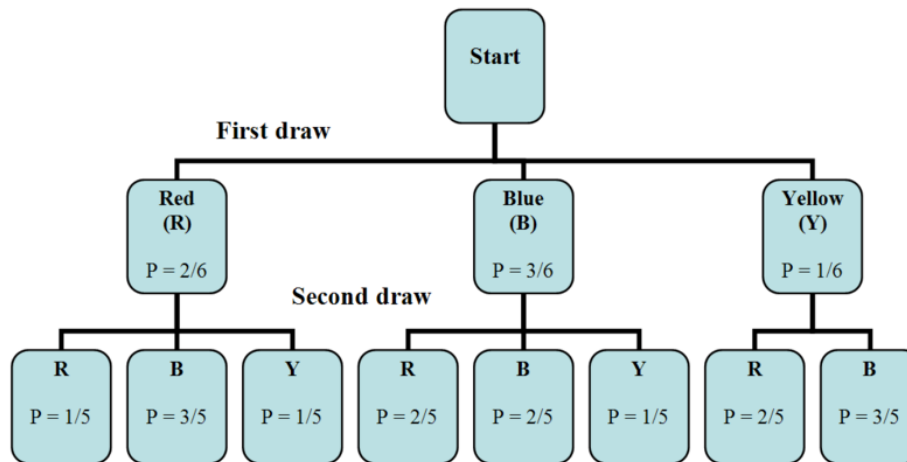 Start
First draw
Red
(R)
P = 2/6
Blue
(B)
P = 3/6
Yellow
(Y)
P = 1/6
Second draw
R
P = 1/5
B
P = 3/5
Y
P = 1/5
R
P = 2/5
B
P = 2/5
Y
P = 1/5
R
P = 2/5
B
P = 3/5